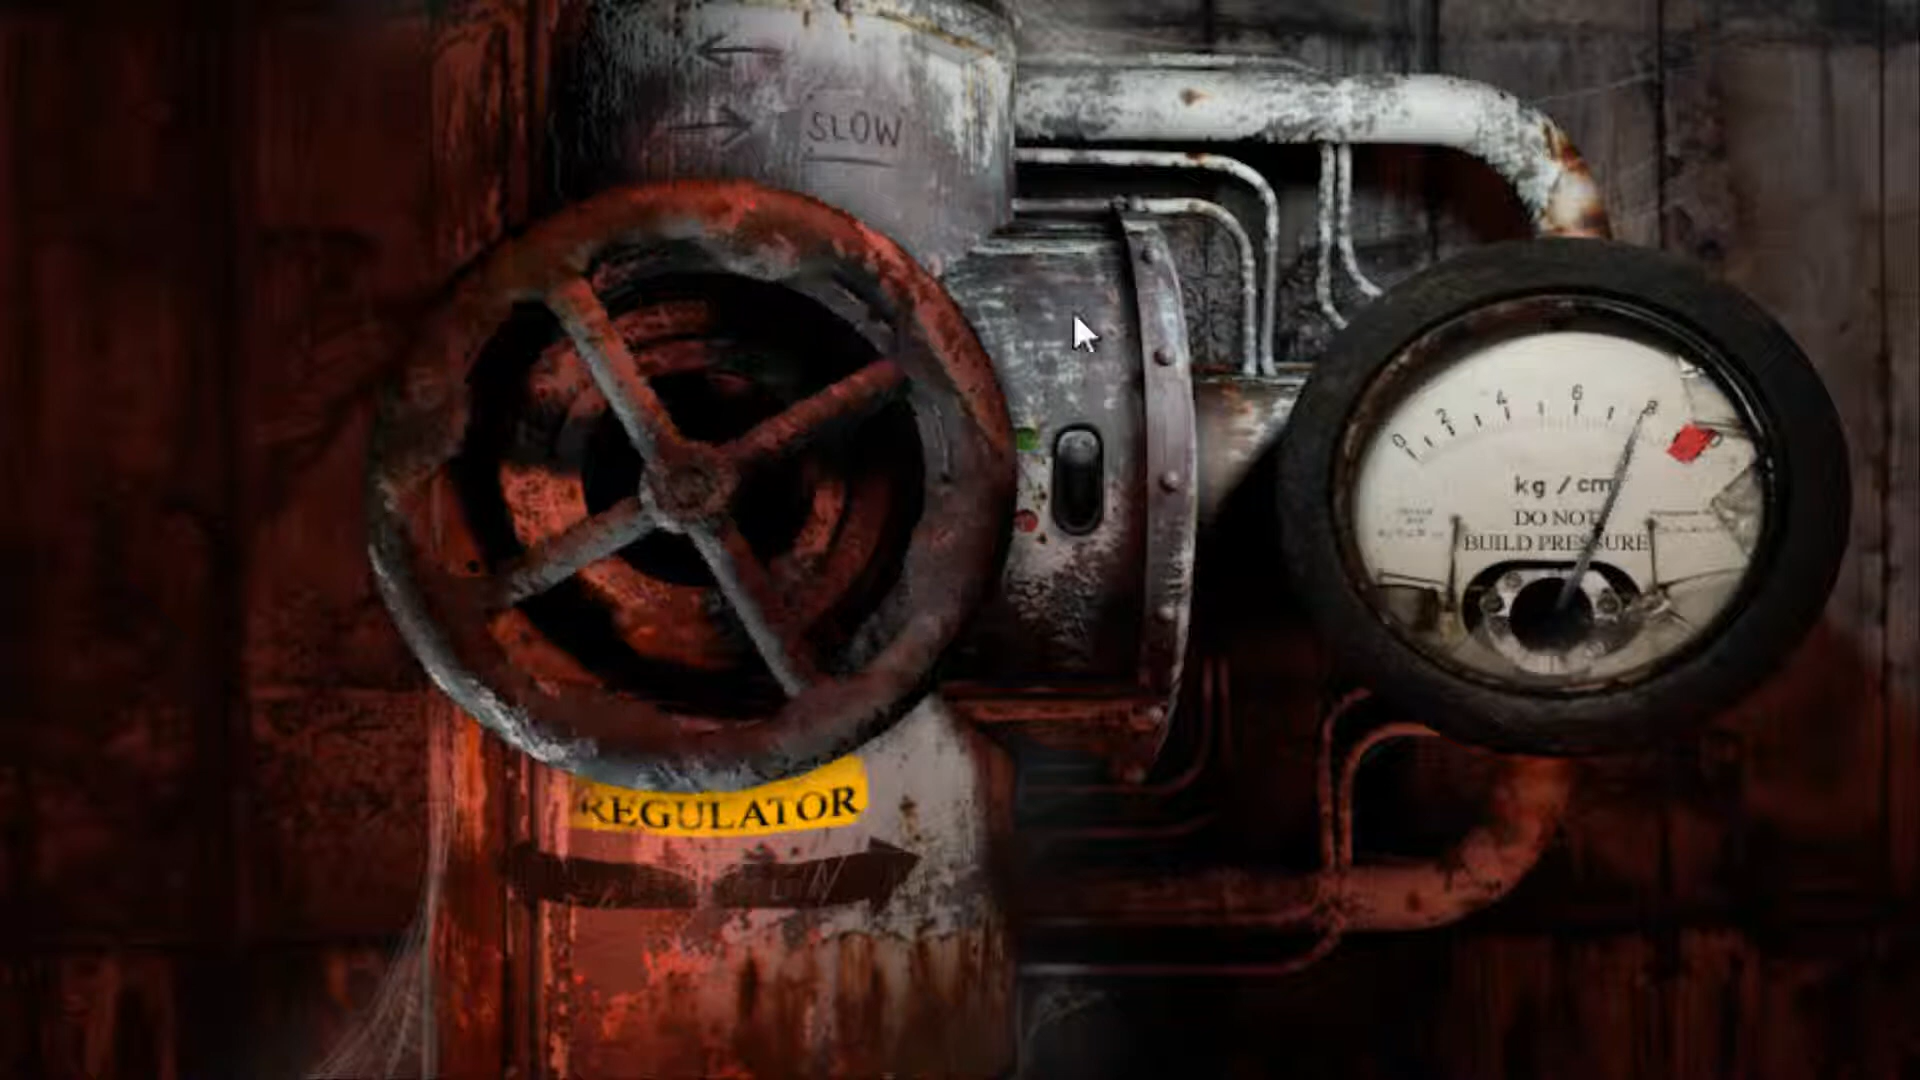 SLOW
0 2 4 6 8
kg / cm
DO NOT
BUILD PRESSURE
REGULATOR